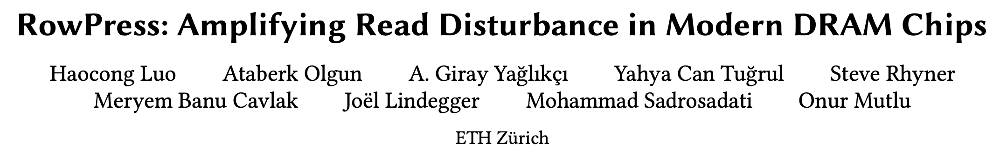 RowPress: Amplifying Read Disturbance in Modern DRAM Chips
Haocong Luo Ataberk Olgun A. Giray Yağlıkçı Yahya Can Tuğrul Steve Rhyner
Meryem Banu Cavlak Joël Lindegger Mohammad Sadrosadati Onur Mutlu
ETH Zürich